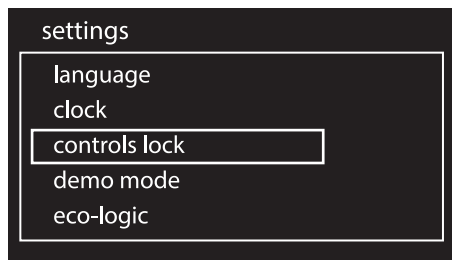 settings
language
clock
controls lock
demo mode
eco-logic